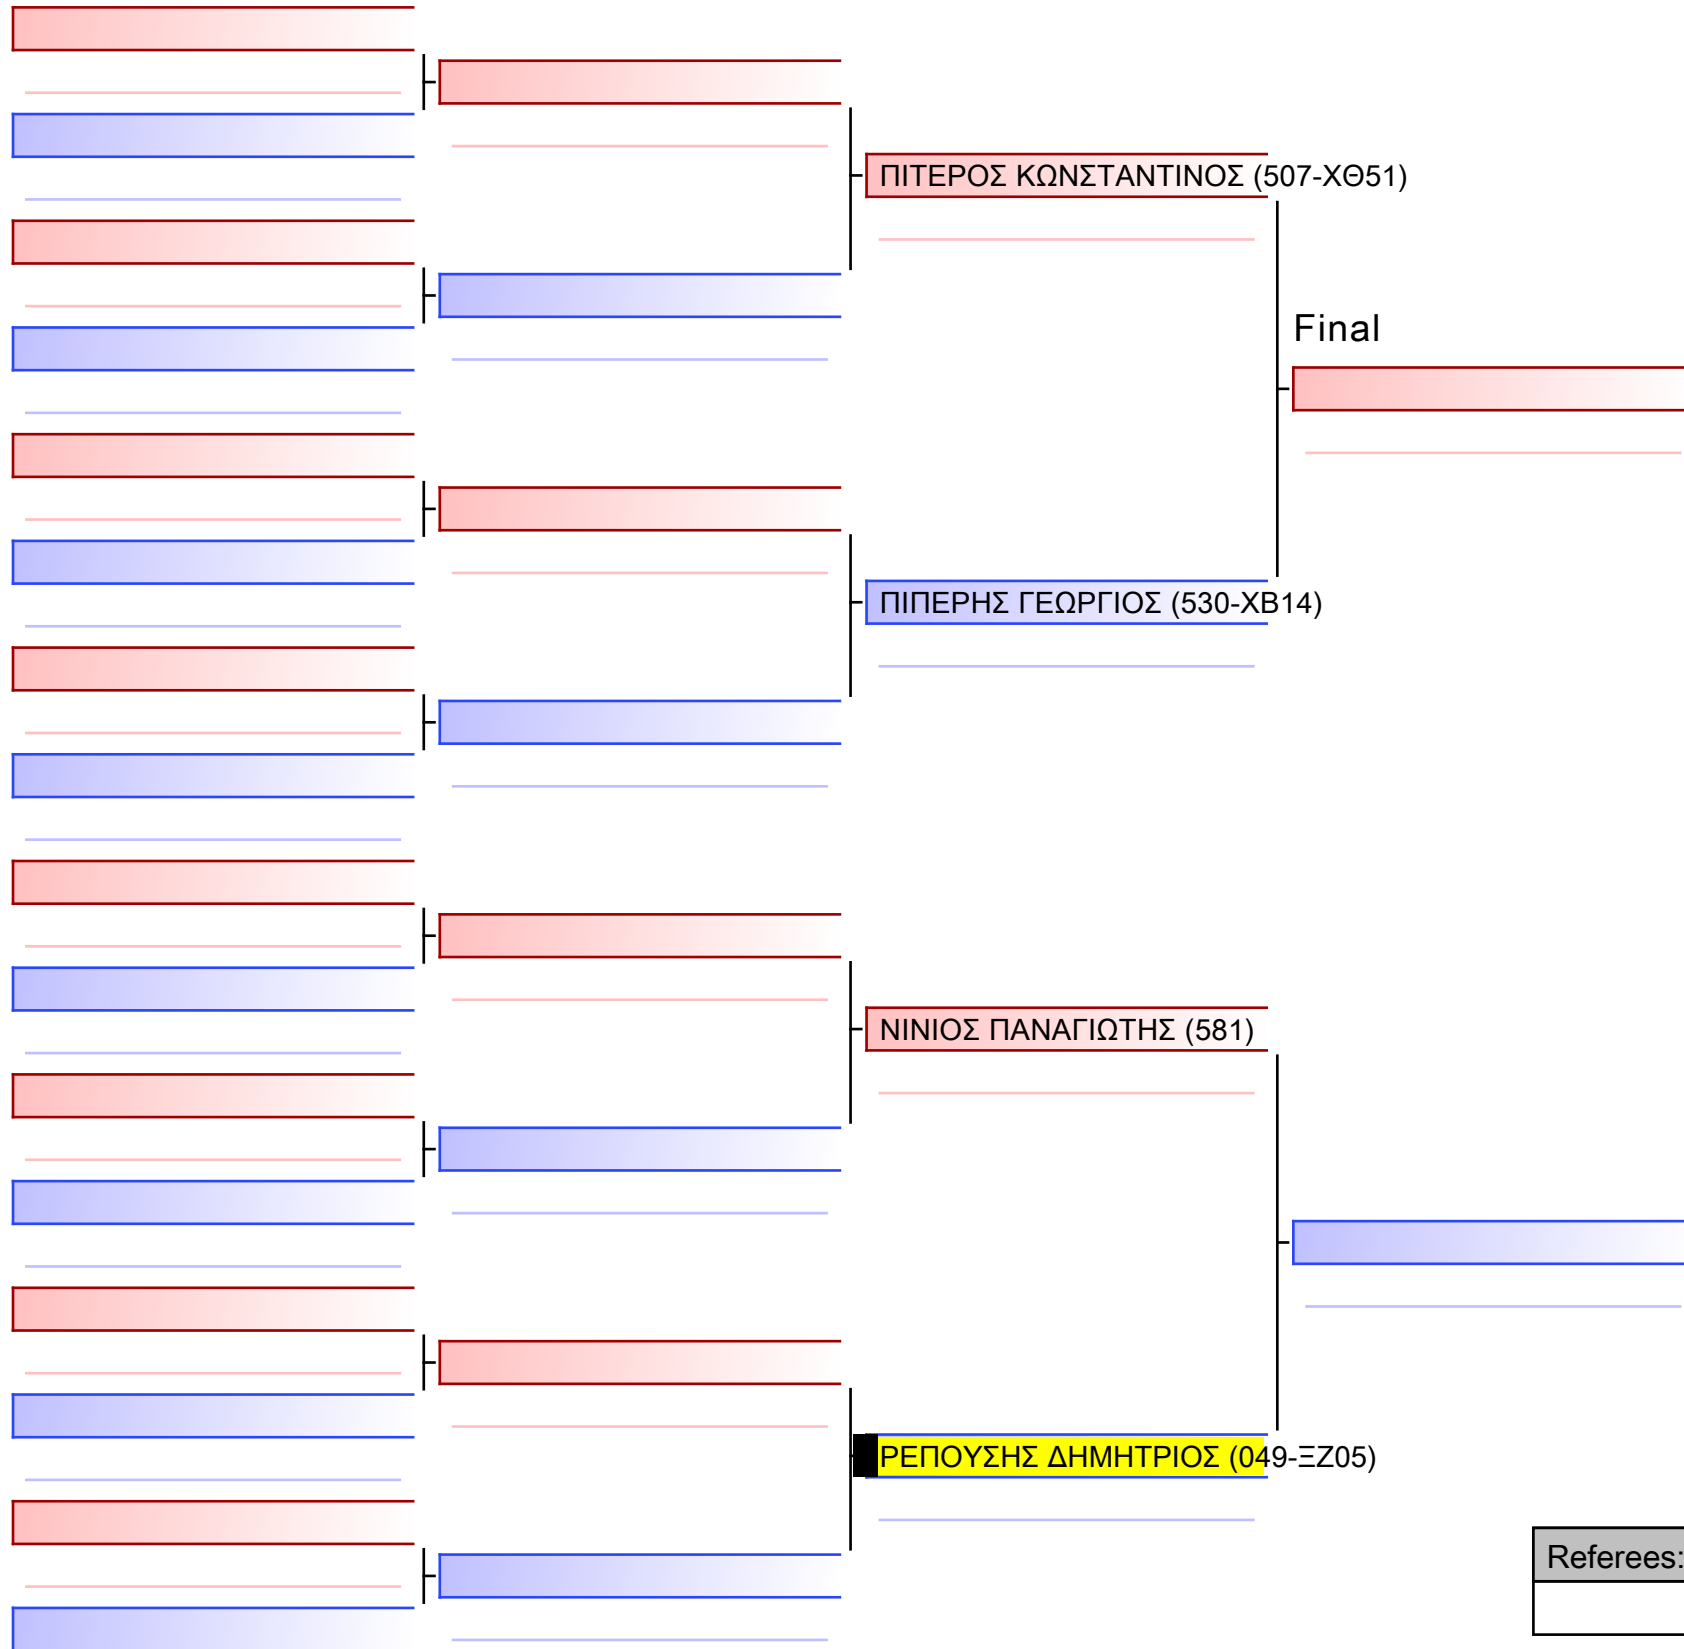 ΠΙΤΕΡΟΣ ΚΩΝΣΤΑΝΤΙΝΟΣ (507-ΧΘ51)
Final
ΠΙΠΕΡΗΣ ΓΕΩΡΓΙΟΣ (530-ΧΒ14)
ΝΙΝΙΟΣ ΠΑΝΑΓΙΩΤΗΣ (581)
ΡΕΠΟΥΣΗΣ ΔΗΜΗΤΡΙΟΣ (049-ΞΖ05)
Referees: